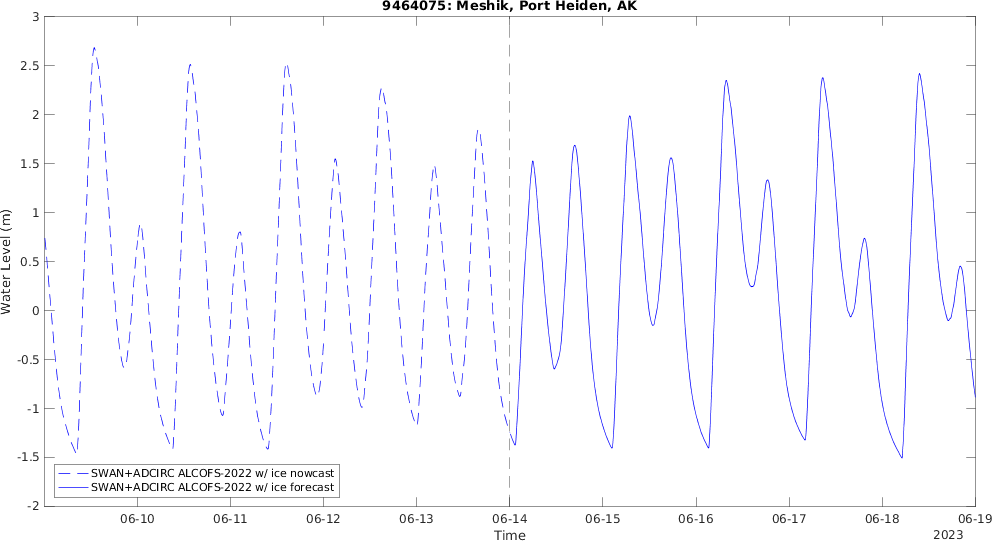 9464075: Meshik, Port Heiden, AK
3
2.5
2
1.5
1
0.5
0
-0.5
-1
-1.5
-2
Water Level (m)
SWAN+ADCIRC ALCOFS-2022 w/ ice nowcast
SWAN+ADCIRC ALCOFS-2022 w/ ice forecast
06-10 06-11 06-12 06-13 06-14 06-15 06-16 06-17 06-18 06-19
Time
2023